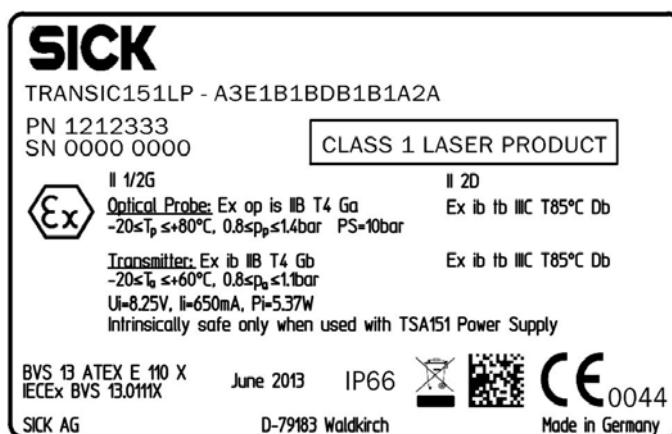 SICK
TRANSIC151LP - A3E1B1BDB1B1A2A
PN 1212333
SN 0000 0000
CLASS 1 LASER PRODUCT
II 1/2G
II 2D
Ex
Optical Probe: Ex op is IIB T4 Ga
Ex ib tb IIIC T85°C Db
-20≤Tp ≤+80°C, 0.8≤pp≤1.4bar PS=10bar
Transmitter: Ex ib IIB T4 Gb
Ex ib tb IIIC T85°C Db
-20≤Ta ≤+60°C, 0.8≤pa≤1.1bar
Ui=8.25V, Ii=650mA, Pi=5.37W
Intrinsically safe only when used with TSA151 Power Supply
BVS 13 ATEX E 110 X
IECEx BVS 13.0111X
June 2013
IP66
CE 0044
SICK AG
D-79183 Waldkirch
Made in Germany